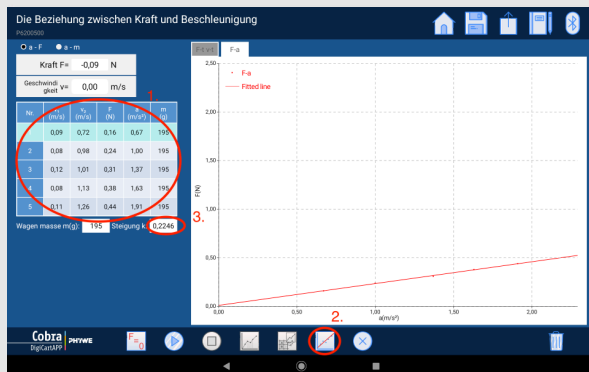 Die Beziehung zwischen Kraft und Beschleunigung
P6200500
a - F a - m
Kraft F= -0,09 N
Geschwindi
gkeit v= 0,00 m/s
1.
Nr. v₂ F m
(m/s) (m/s) (N) (m/s²) (g)
0,09 0,72 0,16 0,67 195
2 0,08 0,98 0,24 1,00 195
3 0,12 1,01 0,31 1,37 195
4 0,08 1,13 0,38 1,63 195
5 0,11 1,26 0,44 1,91 195
Wagen masse m(g): 195 Steigung k: 0,2246
3.
F-t v-t F-a
F-a
Fitted line
2,50
2,00
1,50
1,00
0,50
0,00
F(N)
0,00 0,50 1,00 1,50 2,00
a(m/s²)
2.
Cobra
DigiCartAPP
PHYWE
F=0